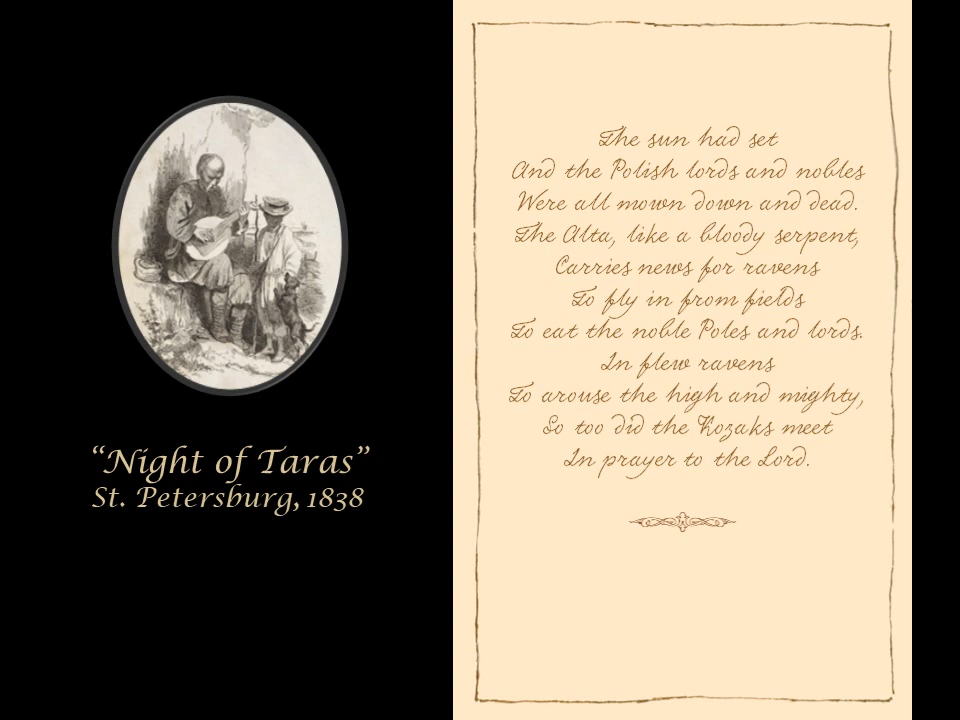 “Night of Taras”
St. Petersburg, 1838
The sun had set
And the Polish lords and nobles
Were all mown down and dead.
The Alta, like a bloody serpent,
Carries news for ravens
To fly in from fields
To eat the noble Poles and lords.
In flew ravens
To arouse the high and mighty,
So too did the Kozaks meet
In prayer to the Lord.